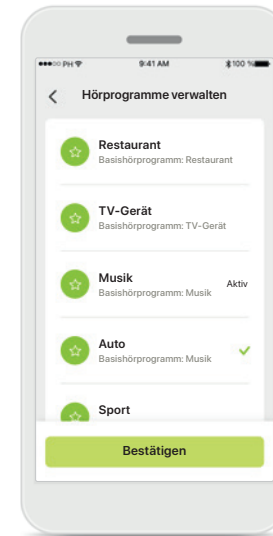 PH
9:41 AM
100 %
Hörprogramme verwalten
Restaurant
Basishörprogramm: Restaurant
TV-Gerät
Basishörprogramm: TV-Gerät
Musik
Basishörprogramm: Musik
Aktiv
Auto
Basishörprogramm: Musik
Sport
Bestätigen